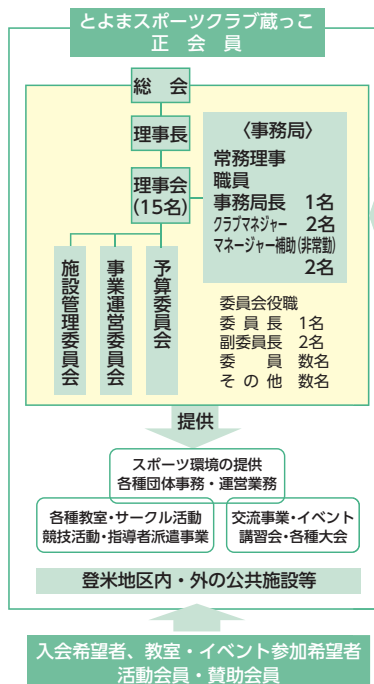 とよまスポーツクラブ蔵っこ
正　会　員
総　会
理事長
理事会
(15名)
〈事務局〉
常務理事
職員
事務局長　1名
クラブマネジャー　2名
マネージャー補助(非常勤)
2名
施設管理委員会
事業運営委員会
予算委員会
委員会役職
委 員 長　1名
副委員長　2名
委　　員　数名
そ の 他　数名
提供
スポーツ環境の提供
各種団体事務・運営業務
各種教室・サークル活動
競技活動・指導者派遣事業
交流事業・イベント
講習会・各種大会
登米地区内・外の公共施設等
入会希望者、教室・イベント参加希望者
活動会員・賛助会員